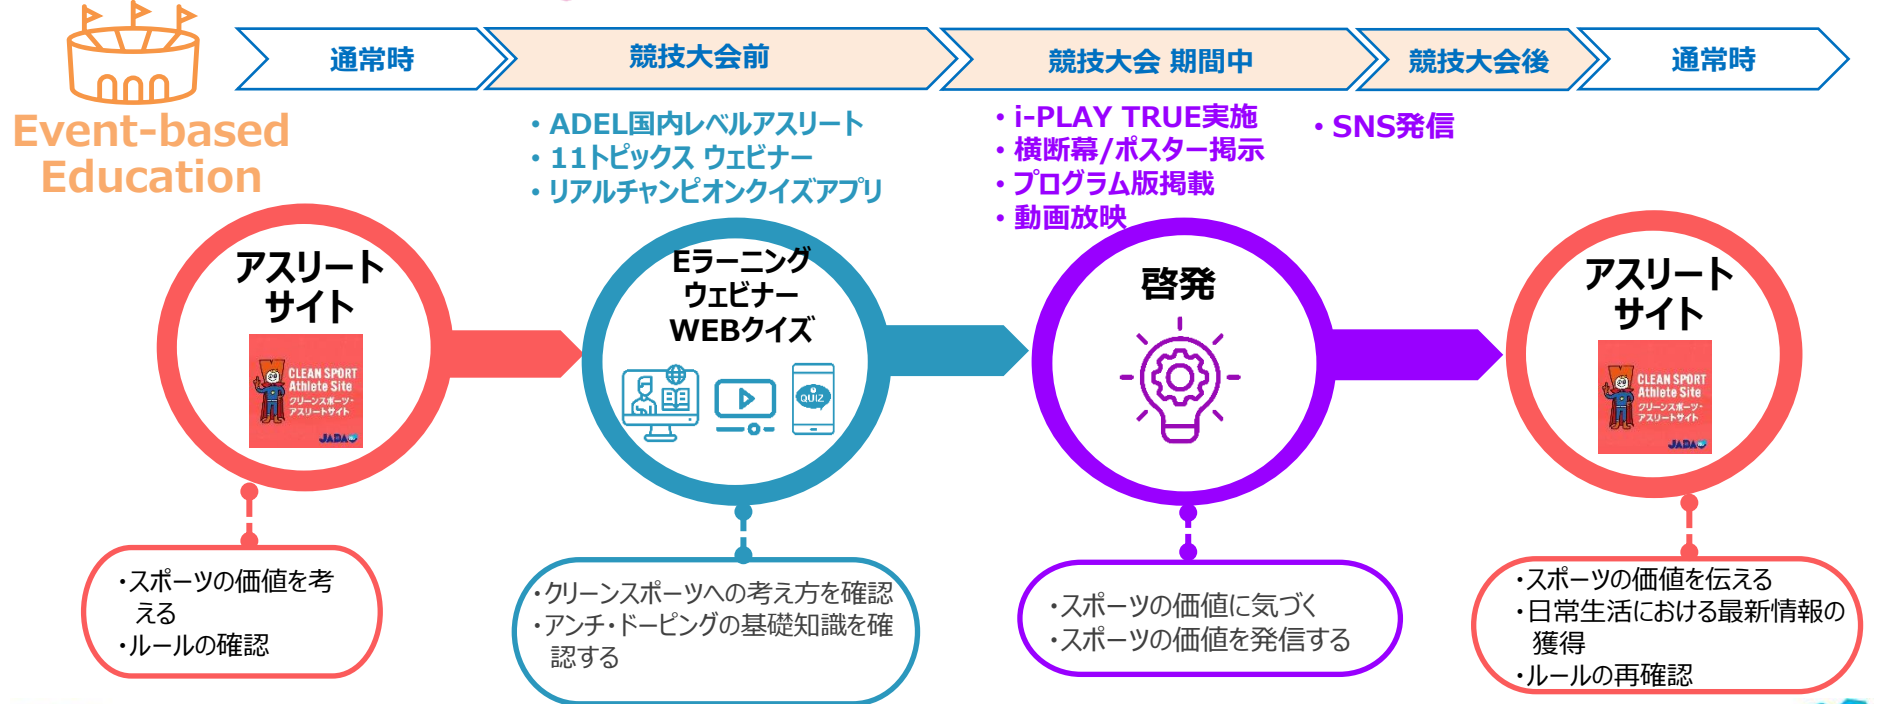 Event-based
Education
通常時
競技大会前
競技大会 期間中
競技大会後
通常時
・ADEL国内レベルアスリート
・11トピックス ウェビナー
・リアルチャンピオンクイズアプリ
・i-PLAY TRUE実施
・横断幕/ポスター掲示
・プログラム版掲載
・動画放映
・SNS発信
アスリート
サイト
CLEAN SPORT
Athlete Site
クリーンスポーツ・
アスリートサイト
JADA
Eラーニング
ウェビナー
WEBクイズ
QUIZ
啓発
アスリート
サイト
CLEAN SPORT
Athlete Site
クリーンスポーツ・
アスリートサイト
JADA
・スポーツの価値を考
える
・ルールの確認
・クリーンスポーツへの考え方を確認
・アンチ・ドーピングの基礎知識を確
認する
・スポーツの価値に気づく
・スポーツの価値を発信する
・スポーツの価値を伝える
・日常生活における最新情報の
獲得
・ルールの再確認